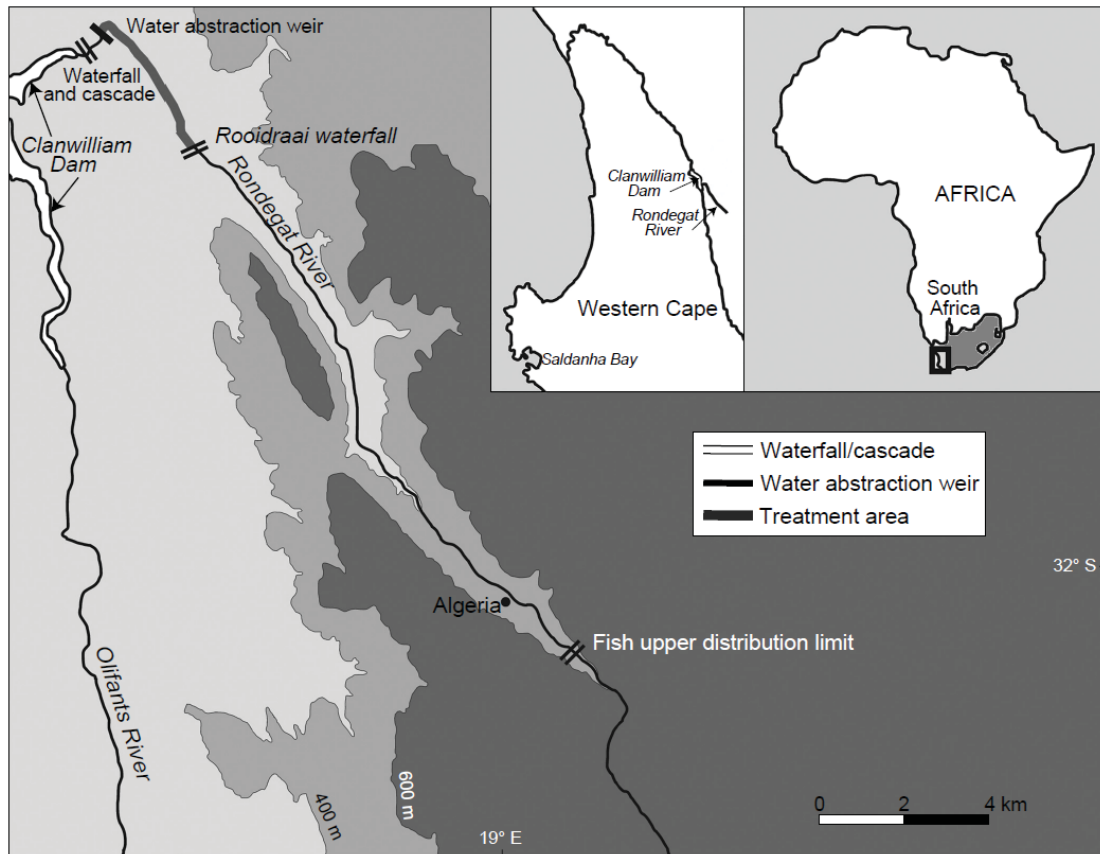 Water abstraction weir
Waterfall
and cascade
Clanwilliam
Dam
Rooidraai waterfall
Rondegat River
Olifants River
Algeria
Fish upper distribution limit
400 m
600 m
19° E
32° S
0 2 4 km
Clanwilliam
Dam
Rondegat
River
Western Cape
Saldanha Bay
AFRICA
South
Africa
Waterfall/cascade
Water abstraction weir
Treatment area